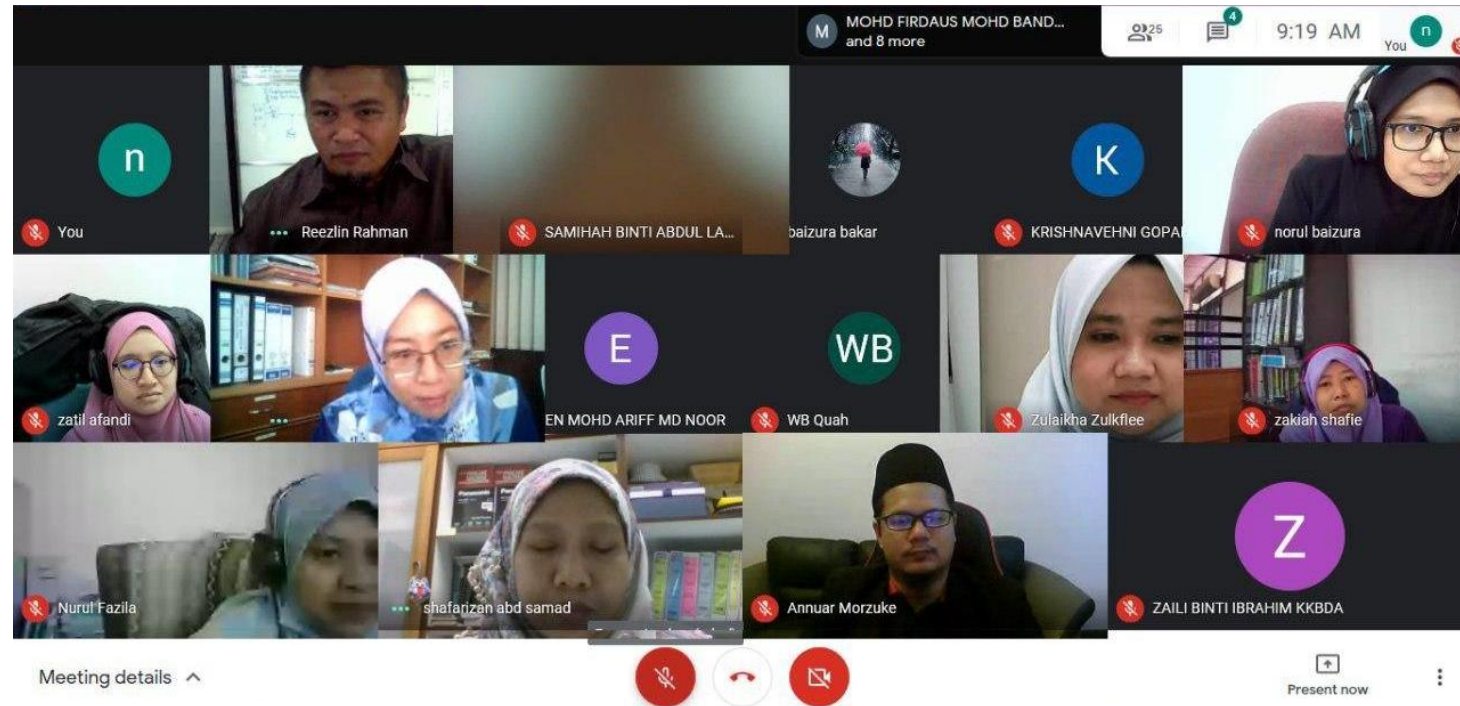 M
MOHD FIRDAUS MOHD BAND...
and 8 more
25
4
9:19 AM
You
n
n
You
Reezlin Rahman
SAMIHAH BINTI ABDUL LA...
baizura bakar
K
KRISHNAVEHNI GOPA
norul baizura
zatil afandi
E
EN MOHD ARIFF MD NOOR
WB
WB Quah
Zulaikha Zulkflee
zakiah shafie
Nurul Fazila
Panasonic
shafarizan abd samad
Annuar Morzuke
Z
ZAILI BINTI IBRAHIM KKBDA
Meeting details
Present now